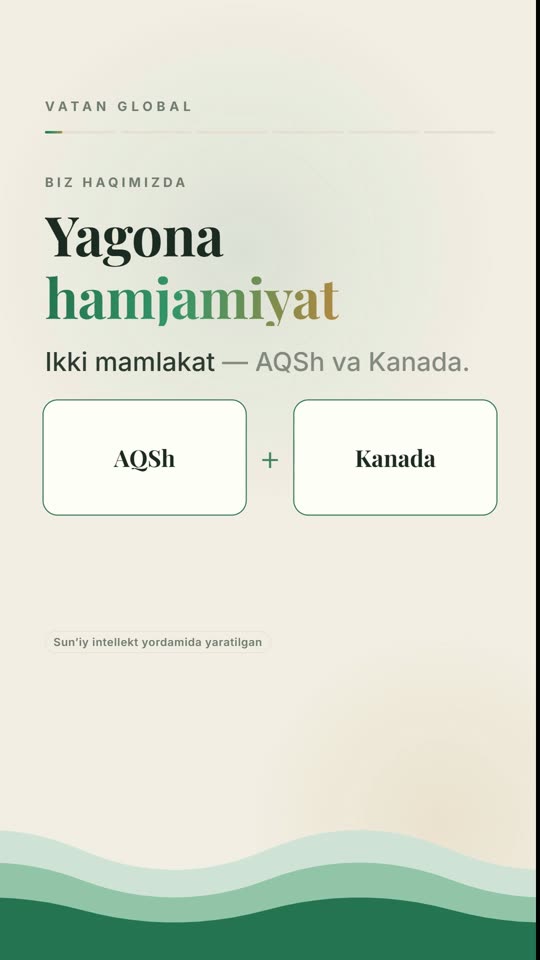 VATAN GLOBAL
BIZ HAQIMIZDA
Yagona
hamjamiyat
Ikki mamlakat — AQSh va Kanada.
AQSh + Kanada
Sun’iy intellekt yordamida yaratilgan